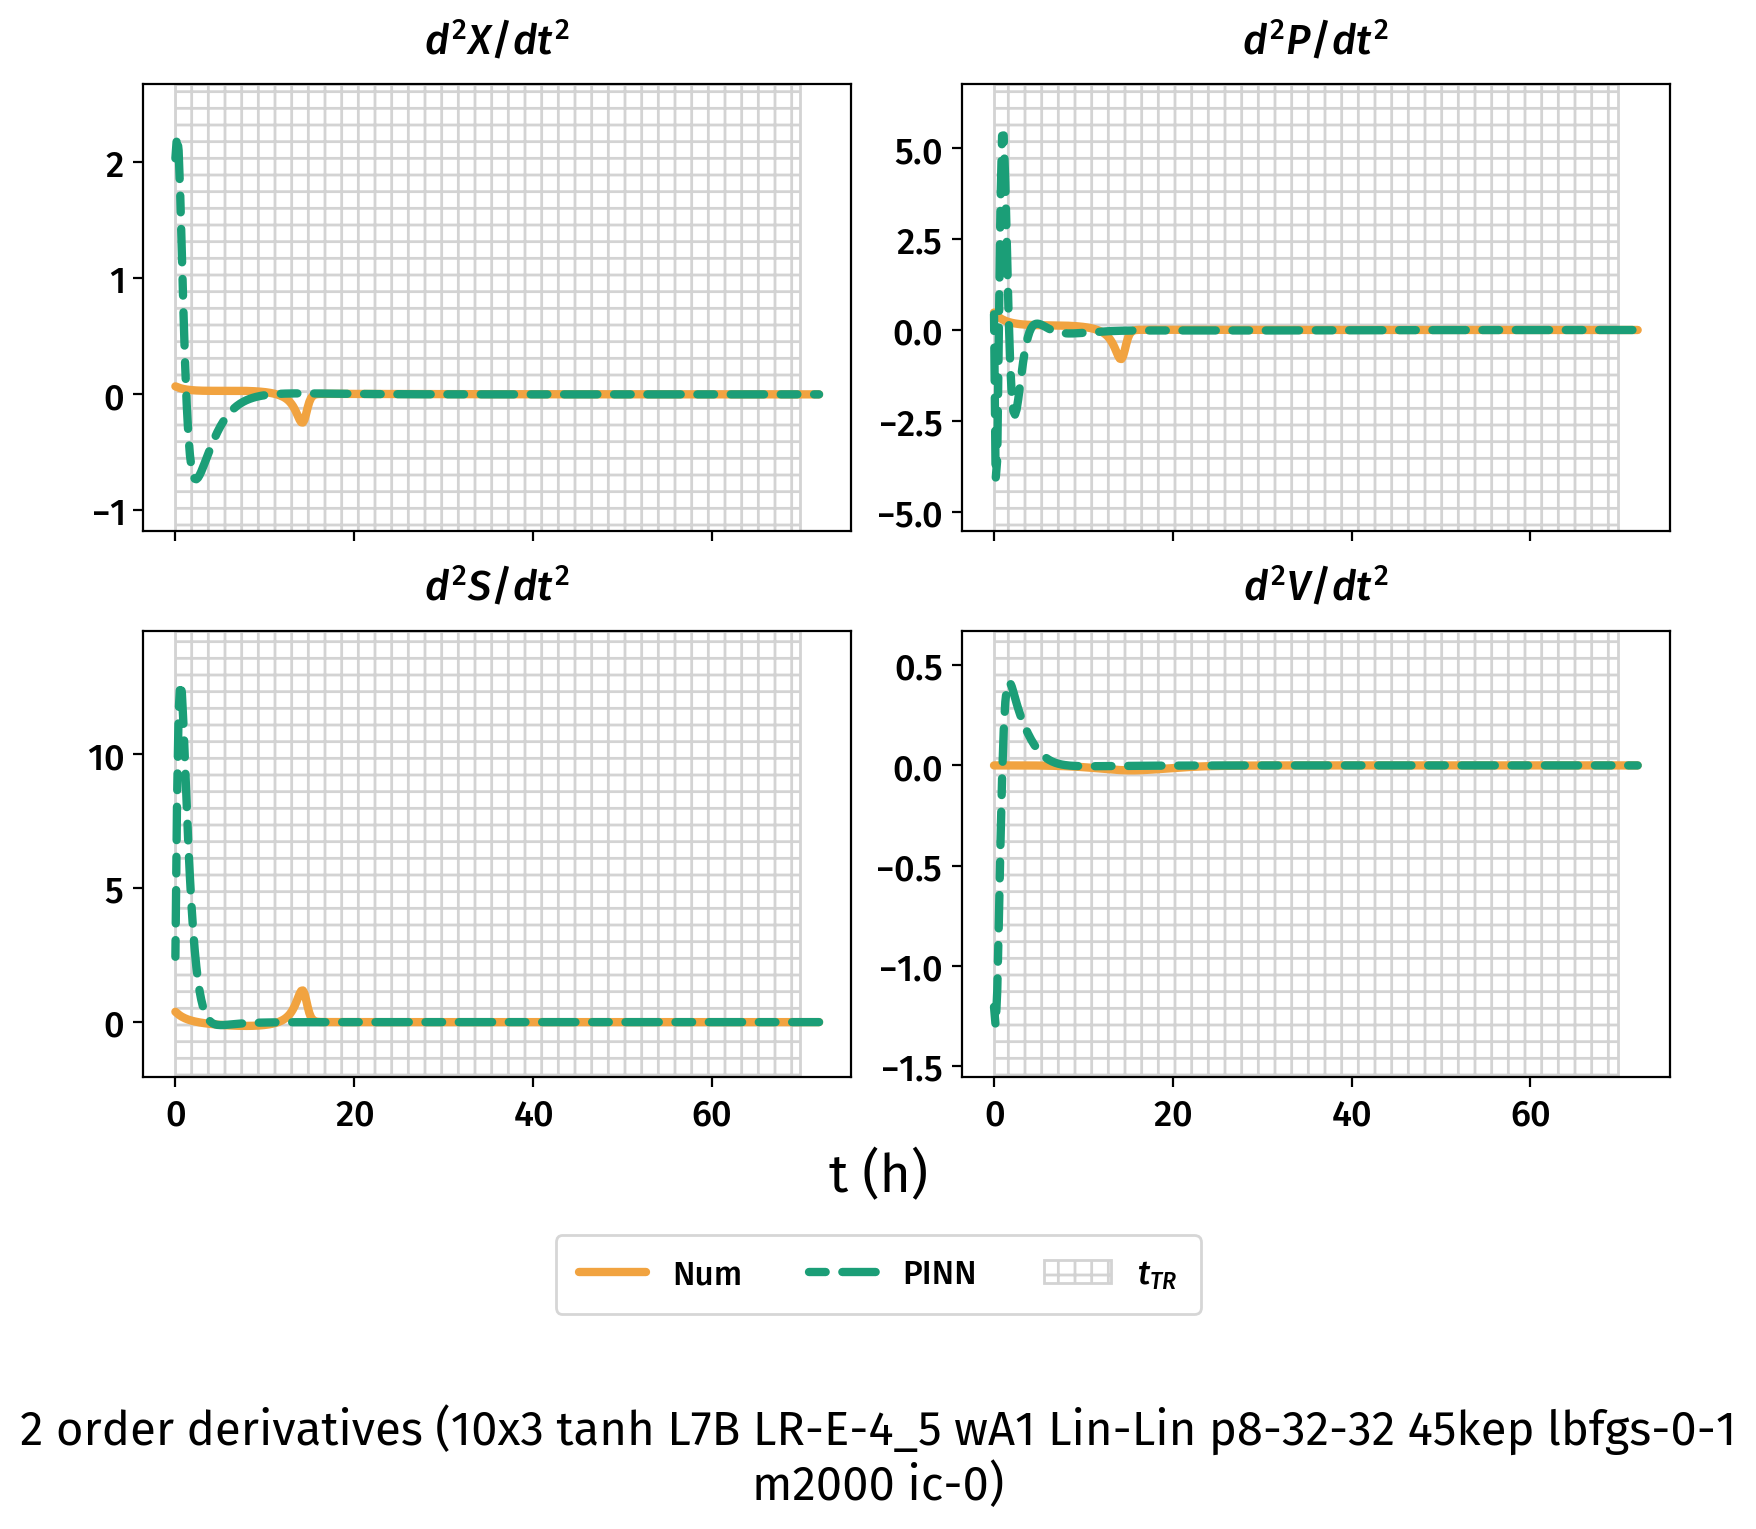 d²X/dt²
d²P/dt²
2
1
0
−1
5.0
2.5
0.0
−2.5
−5.0
d²S/dt²
d²V/dt²
10
5
0
0.5
0.0
−0.5
−1.0
−1.5
0 20 40 60
0 20 40 60
t (h)
Num PINN t_TR
2 order derivatives (10x3 tanh L7B LR-E-4_5 wA1 Lin-Lin p8-32-32 45kep lbfgs-0-1
m2000 ic-0)